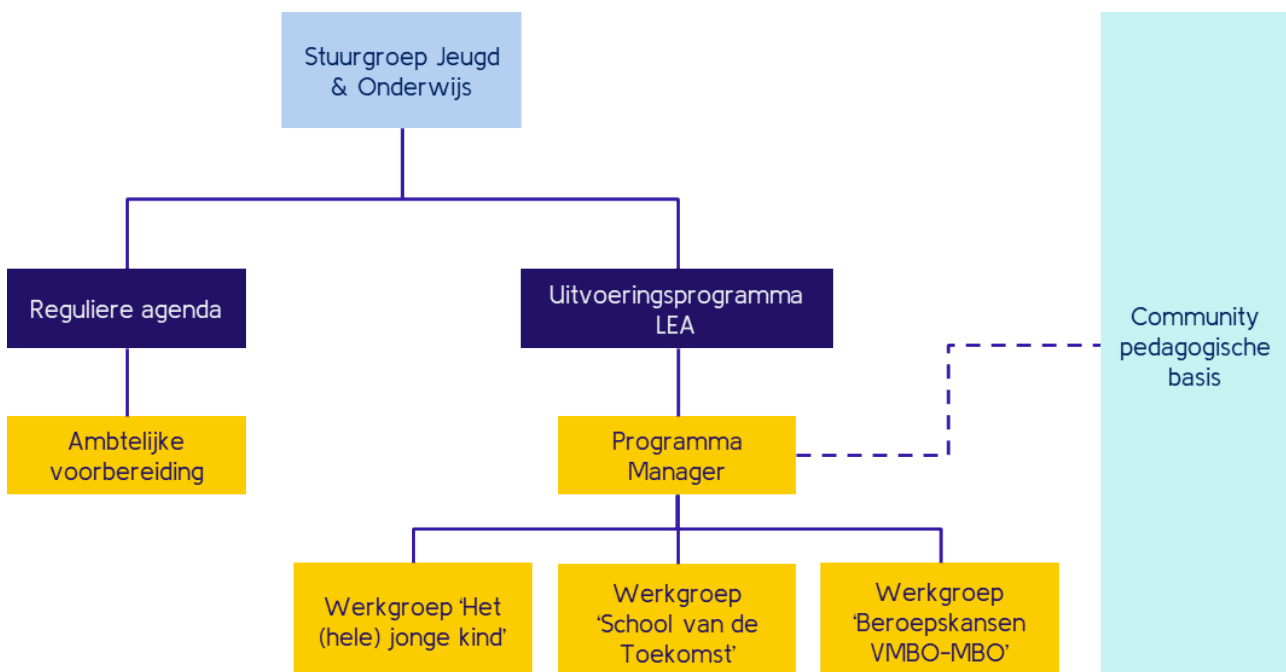 Stuurgroep Jeugd
& Onderwijs
Reguliere agenda
Uitvoeringsprogramma
LEA
Community
pedagogische
basis
Ambtelijke
voorbereiding
Programma
Manager
Werkgroep ‘Het
(hele) jonge kind’
Werkgroep
‘School van de
Toekomst’
Werkgroep
‘Beroepskansen
VMBO-MBO’